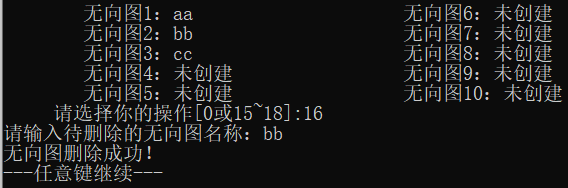 无向图1: aa 无向图6: 未创建
无向图2: bb 无向图7: 未创建
无向图3: cc 无向图8: 未创建
无向图4: 未创建 无向图9: 未创建
无向图5: 未创建 无向图10: 未创建
请选择你的操作[0或15~18]:16
请输入待删除的无向图名称: bb
无向图删除成功!
---任意键继续---